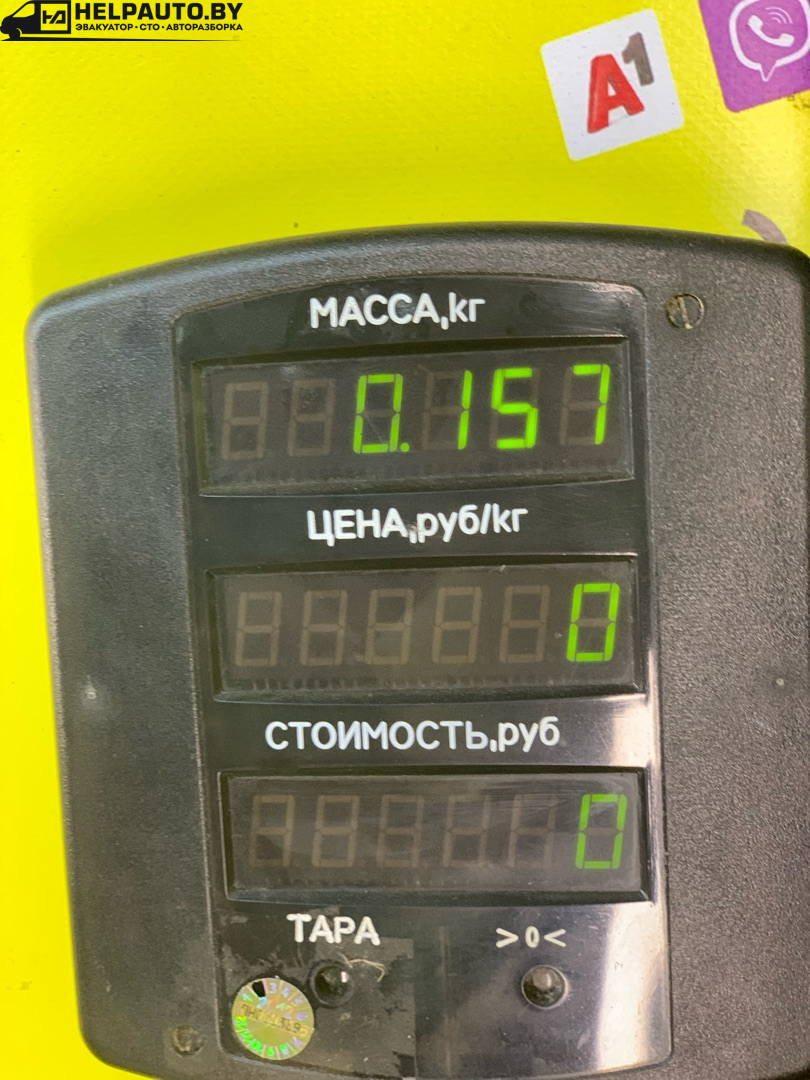 HELPAUTO.BY
ЭВАКУАТОР • СТО • АВТОРАЗБОРКА
A1
МАССА,кг
0.157
ЦЕНА,руб/кг
0
СТОИМОСТЬ,руб
0
ТАРА
>0<